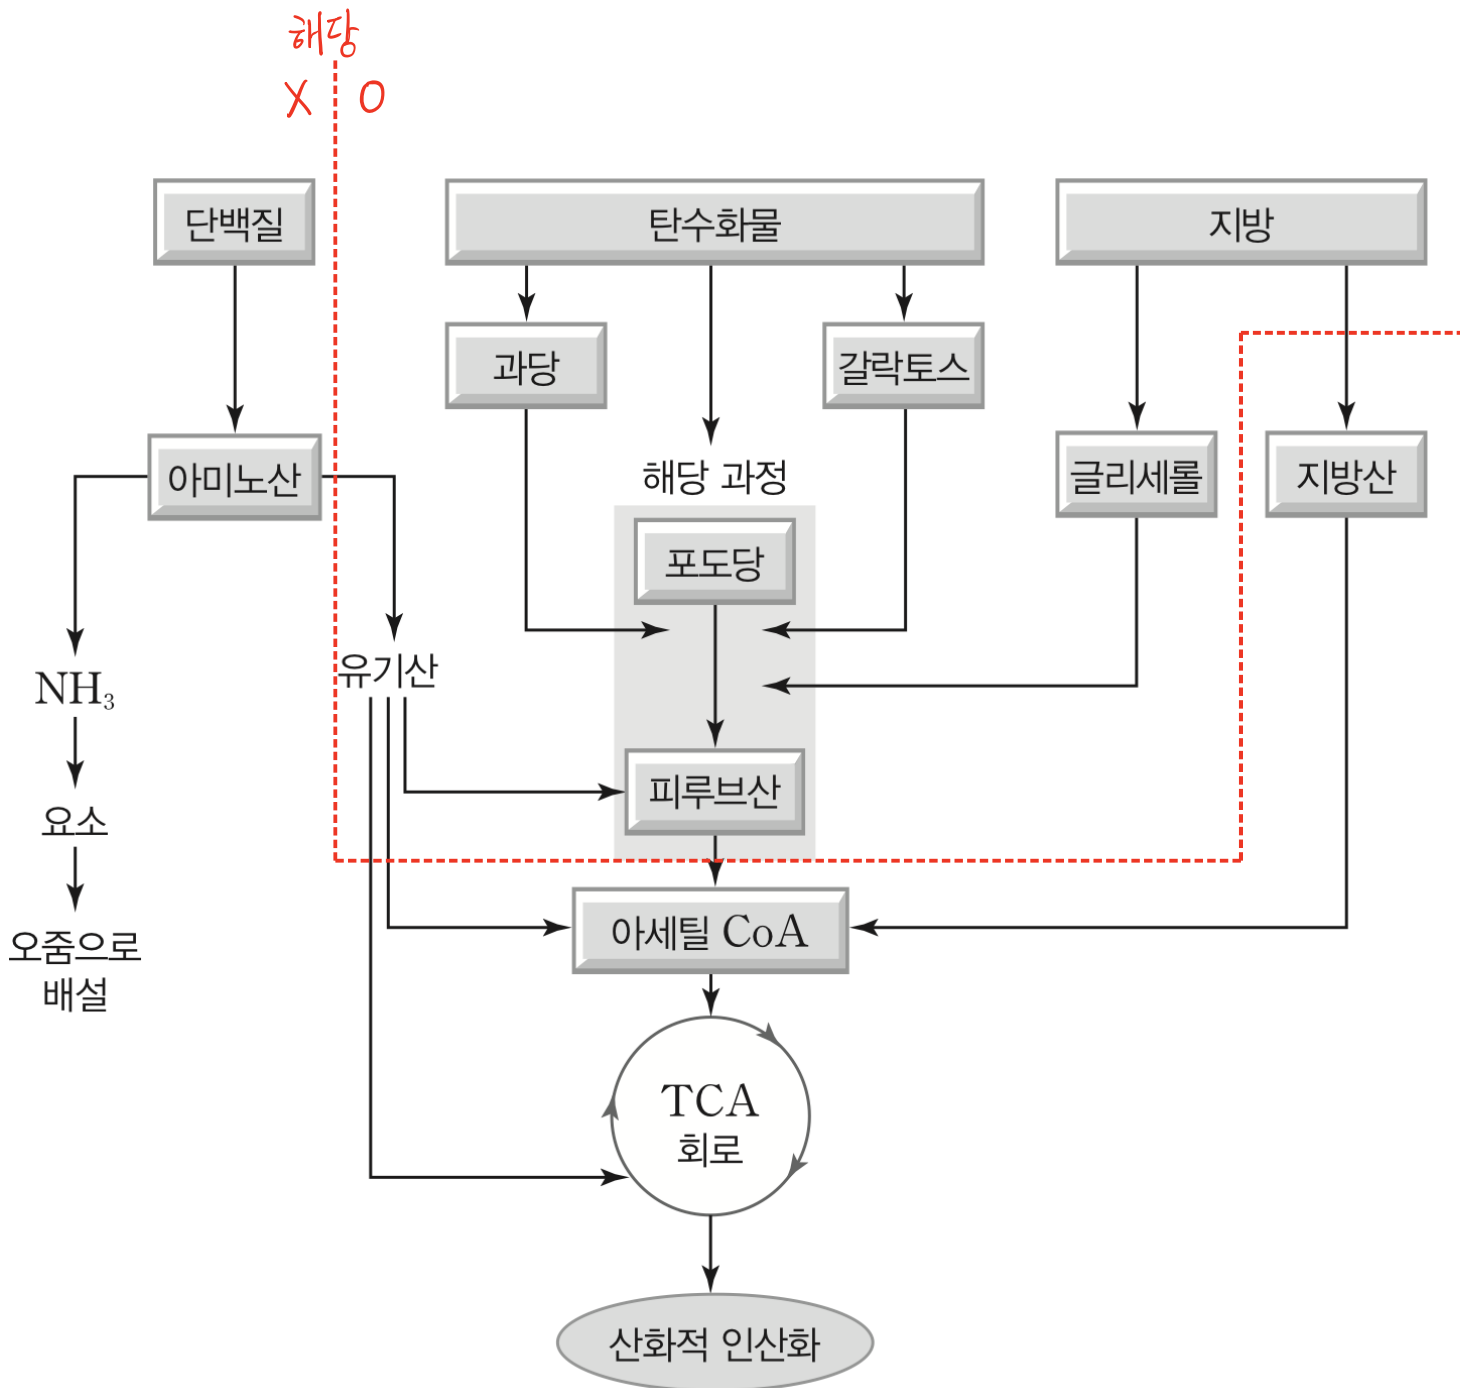 해당
X O
단백질
탄수화물
지방
과당
갈락토스
아미노산
해당 과정
글리세롤
지방산
포도당
유기산
NH₃
피루브산
요소
아세틸 CoA
오줌으로
배설
TCA
회로
산화적 인산화